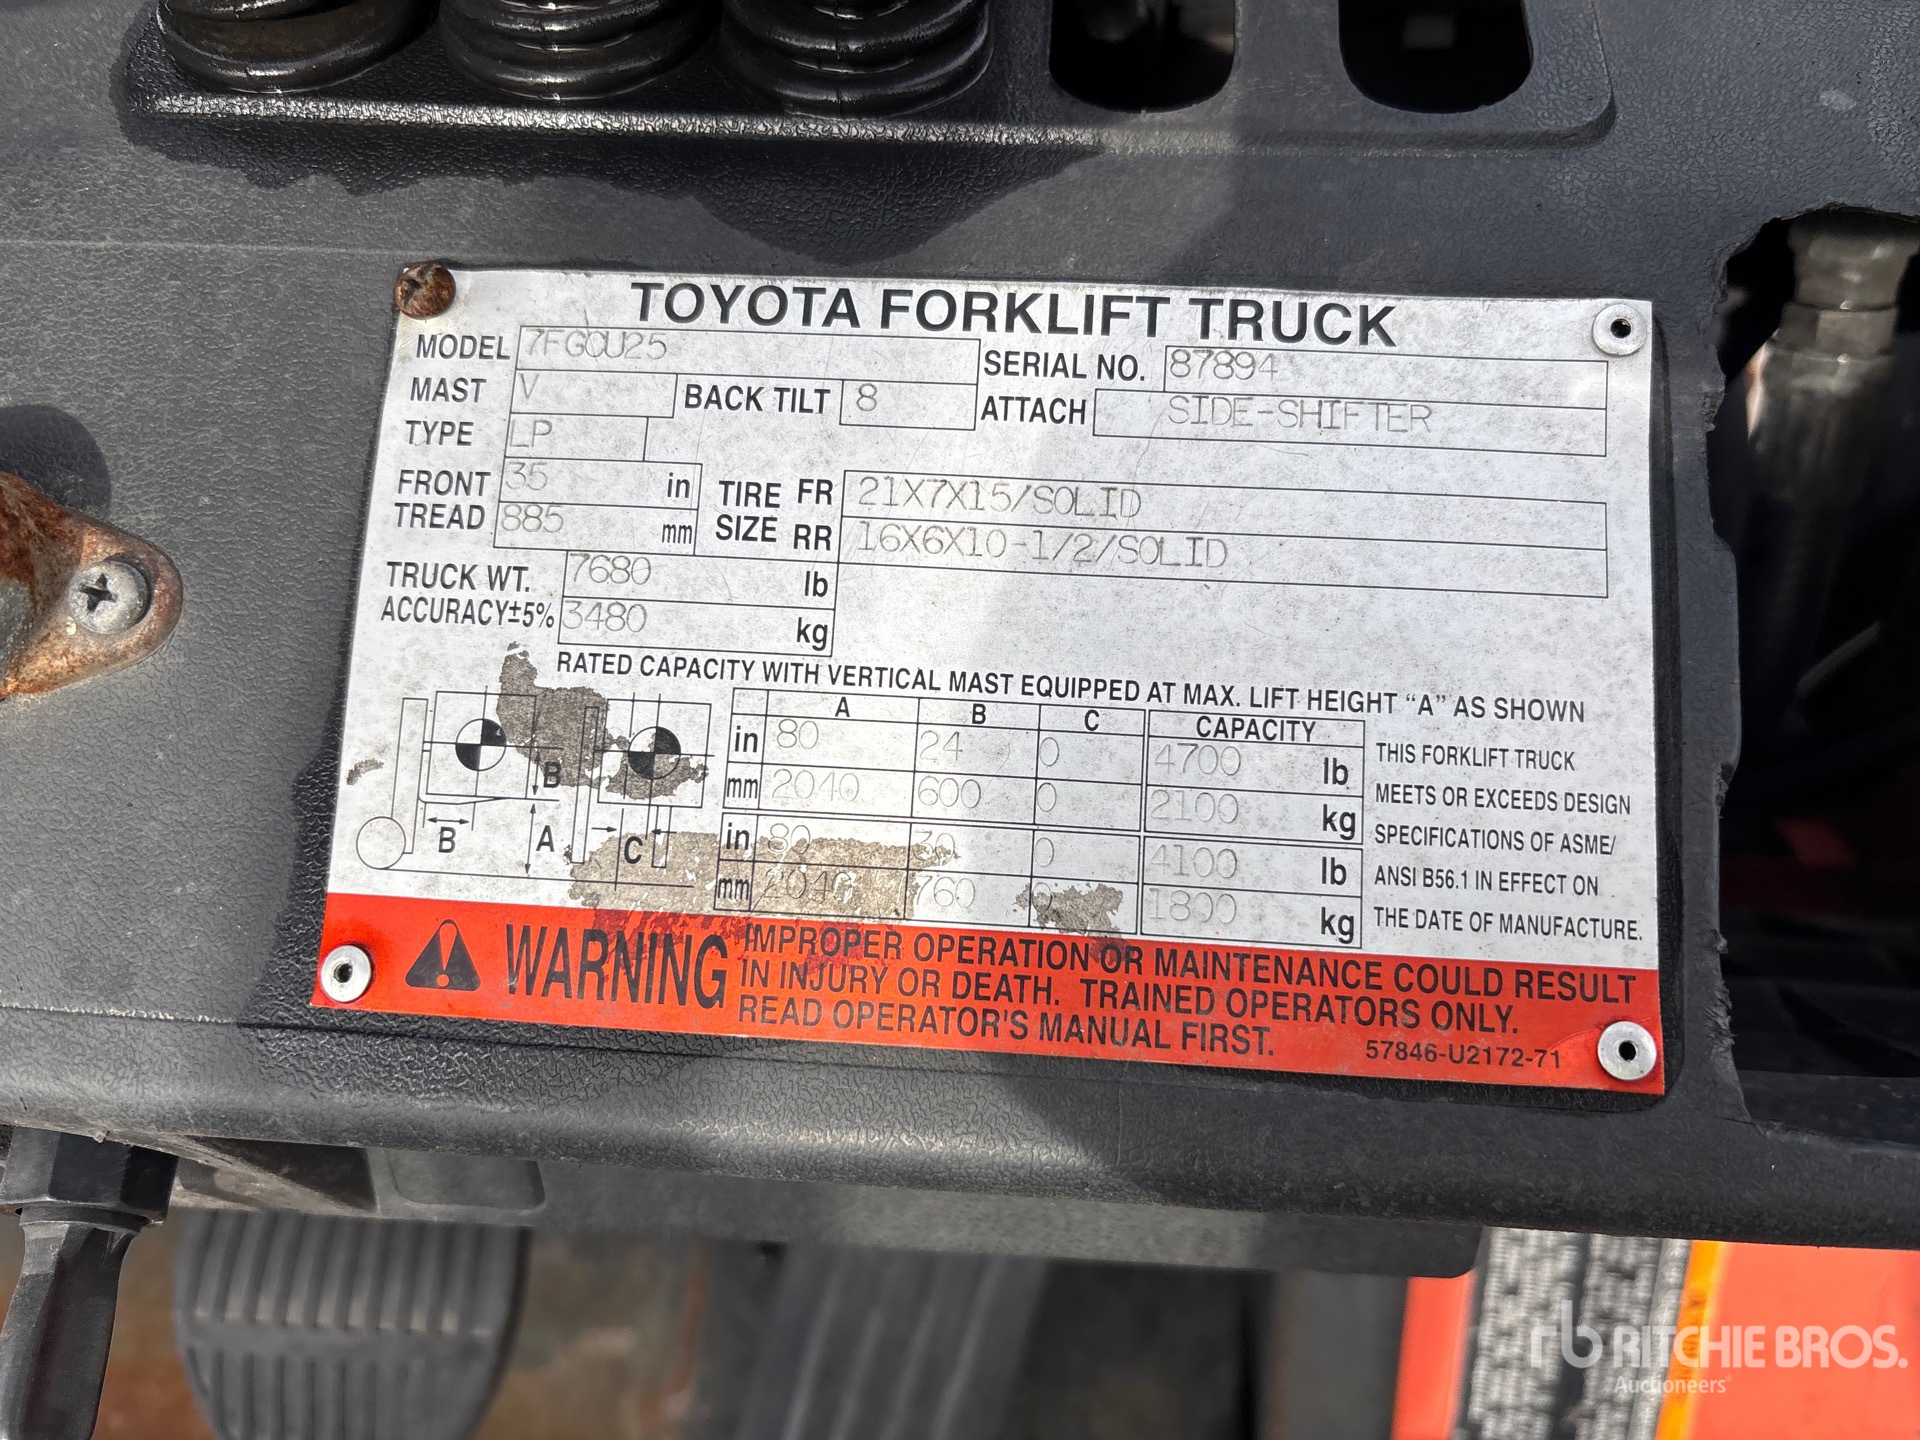 TOYOTA FORKLIFT TRUCK
MODEL 7FGCU25 SERIAL NO. 87894
MAST V BACK TILT 8 ATTACH SIDE-SHIFTER
TYPE LP
FRONT TREAD 35 in 885 mm
TIRE SIZE FR 21X7X15/SOLID
RR 16X6X10-1/2/SOLID
TRUCK WT. 7680 lb
ACCURACY±5% 3480 kg
RATED CAPACITY WITH VERTICAL MAST EQUIPPED AT MAX. LIFT HEIGHT “A” AS SHOWN
A B C CAPACITY
in 80 24 0 4700 lb
mm 2040 600 0 2100 kg
in 80 30 0 4100 lb
mm 2040 760 0 1800 kg
B B A C
THIS FORKLIFT TRUCK
MEETS OR EXCEEDS DESIGN
SPECIFICATIONS OF ASME/
ANSI B56.1 IN EFFECT ON
THE DATE OF MANUFACTURE.
WARNING
IMPROPER OPERATION OR MAINTENANCE COULD RESULT
IN INJURY OR DEATH. TRAINED OPERATORS ONLY.
READ OPERATOR'S MANUAL FIRST.
57846-U2172-71
rb RITCHIE BROS.
Auctioneers